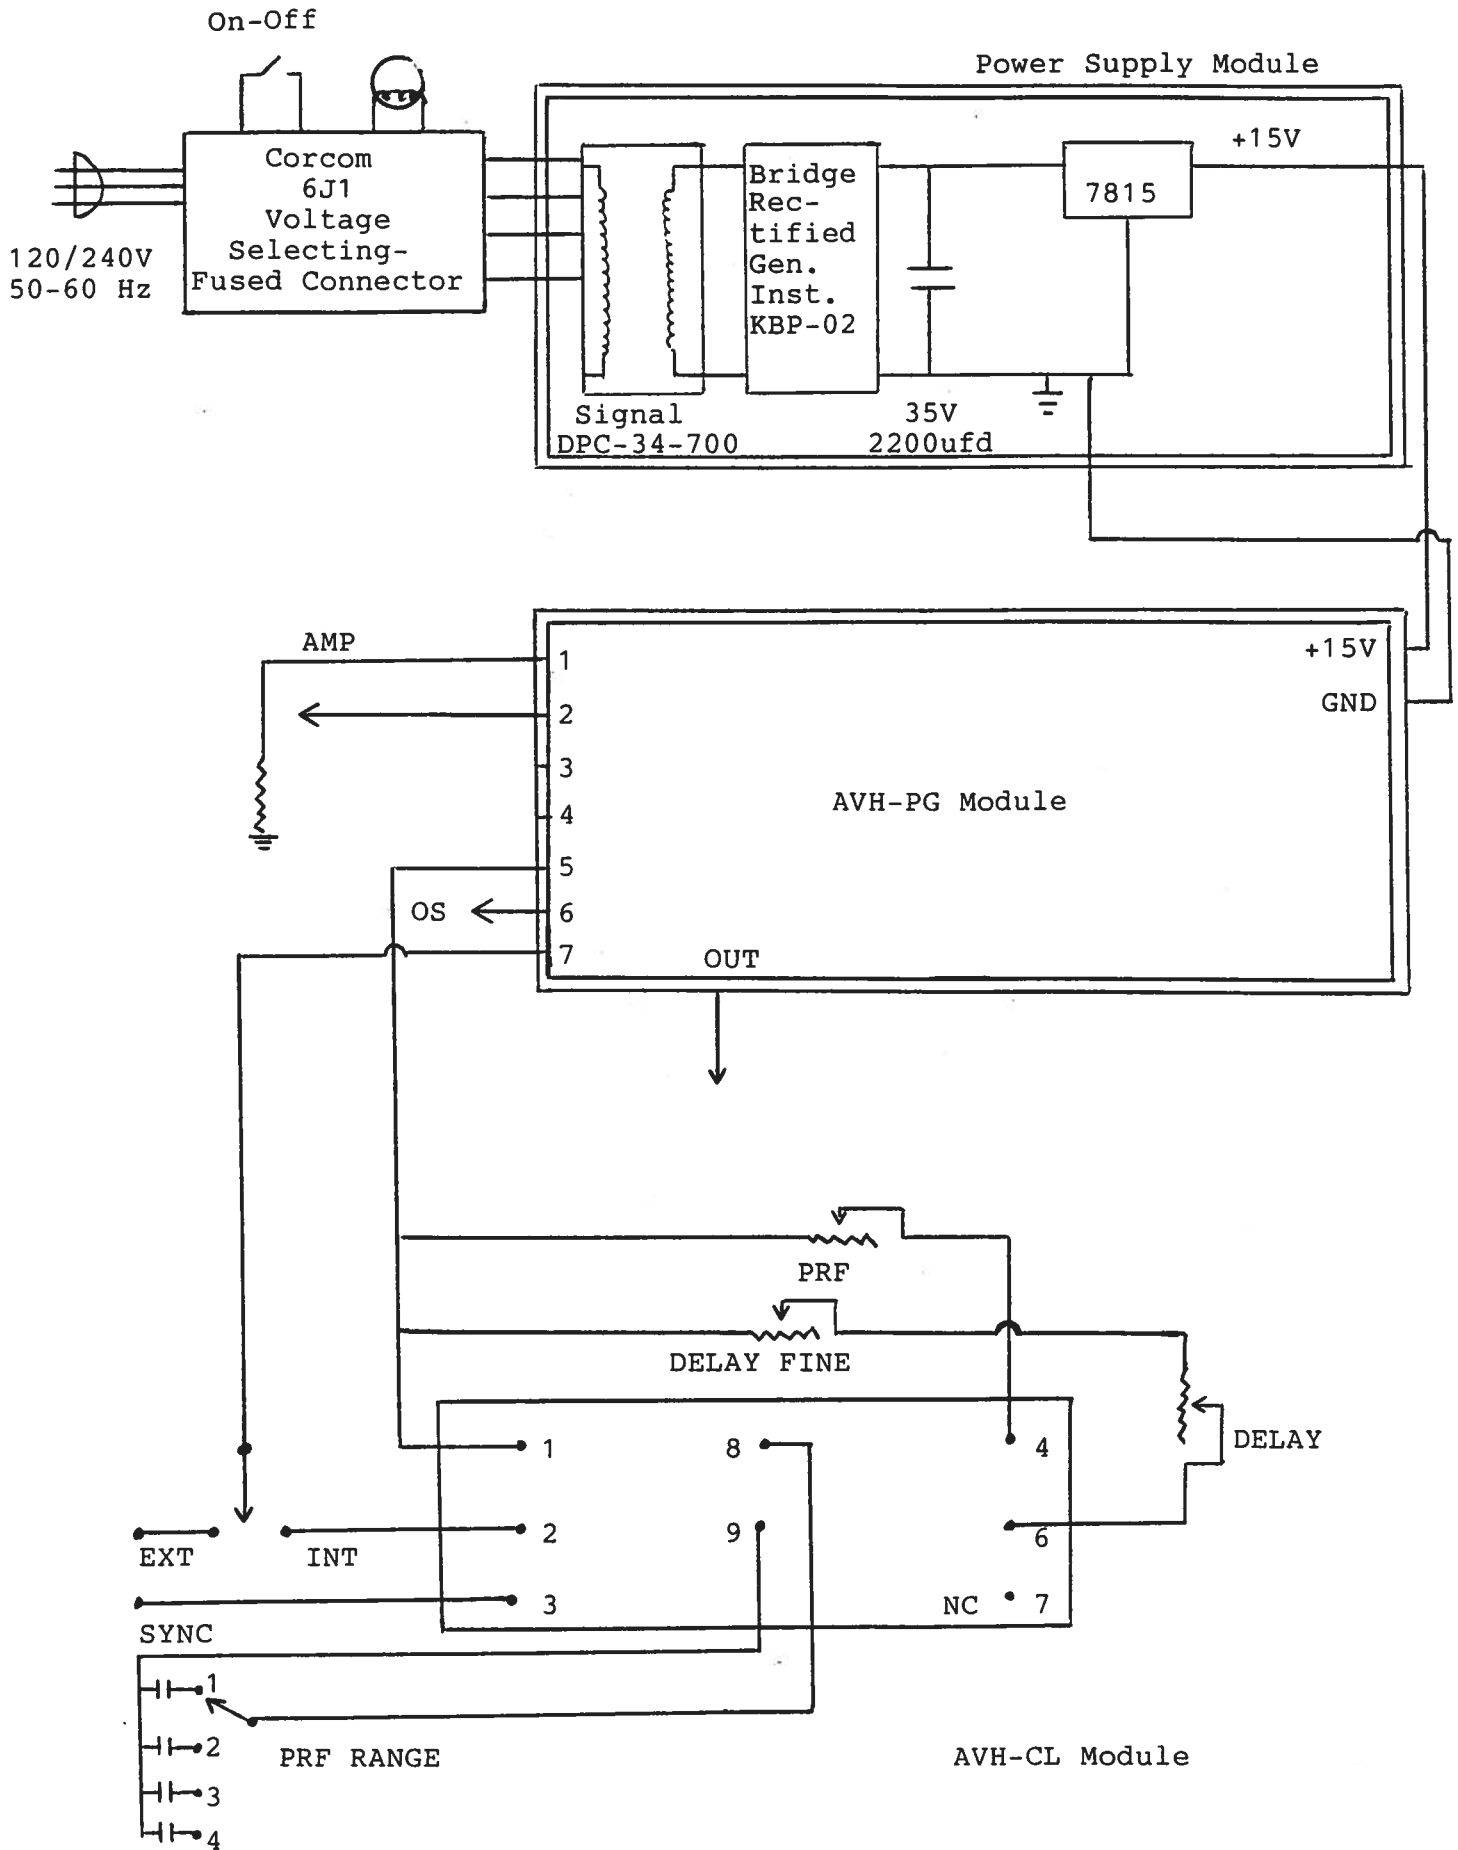 On-Off
Power Supply Module
Corcom
6J1
Voltage
Selecting-
Fused Connector
120/240V
50-60 Hz
Bridge
Rec-
tified
Gen.
Inst.
KBP-02
7815
+15V
Signal
DPC-34-700
35V
2200ufd
AMP
1
2
3
4
5
OS
6
7
OUT
AVH-PG Module
+15V
GND
PRF
DELAY FINE
DELAY
1
8
4
2
9
6
EXT
INT
3
NC
7
SYNC
1
2
3
4
PRF RANGE
AVH-CL Module